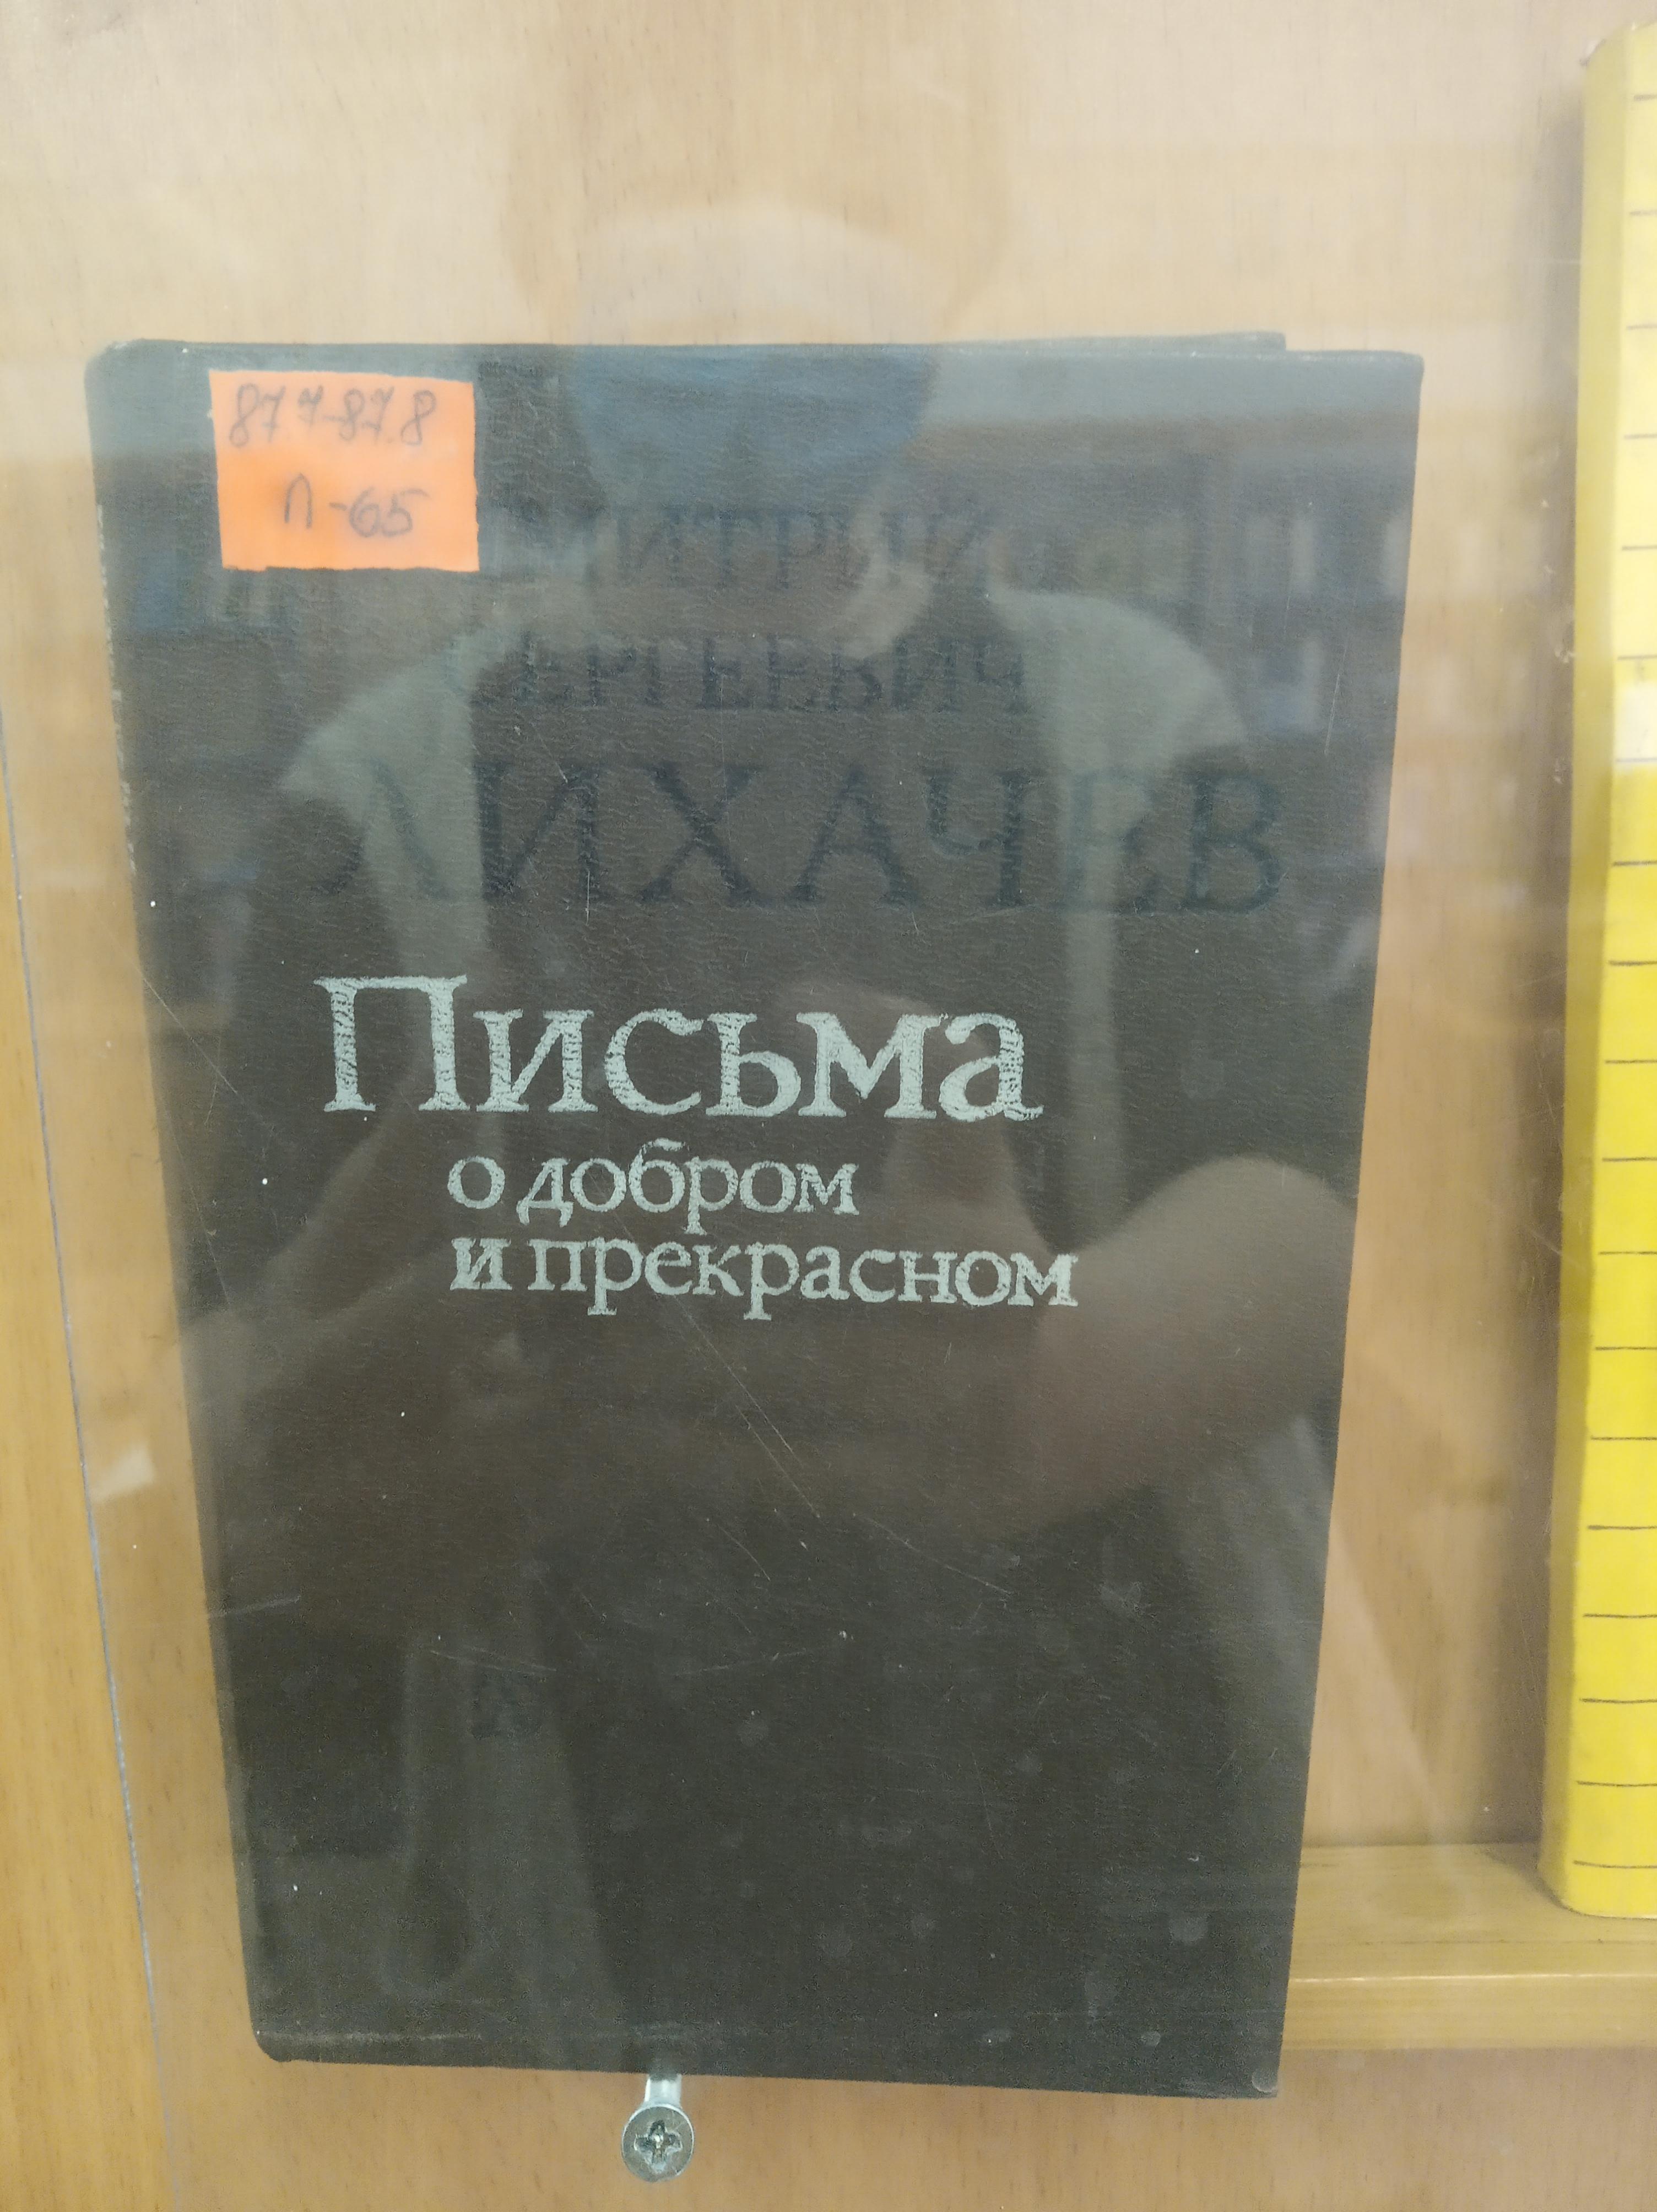 87.7-87.8
Л-65
ДМИТРИЙ
СЕРГЕЕВИЧ
ЛИХАЧЕВ
Письма
о добром
и прекрасном